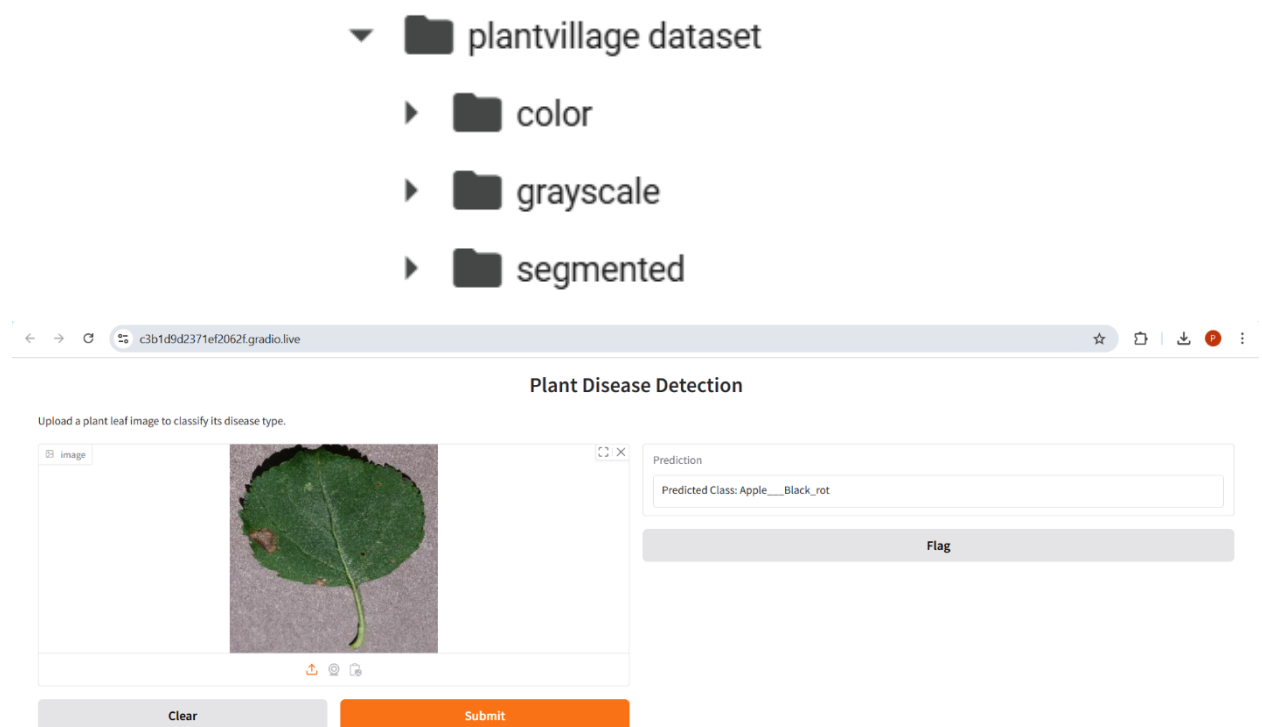 plantvillage dataset
color
grayscale
segmented
c3b1d9d2371ef2062f.gradio.live
P
Plant Disease Detection
Upload a plant leaf image to classify its disease type.
image
Prediction
Predicted Class: Apple___Black_rot
Flag
Clear
Submit